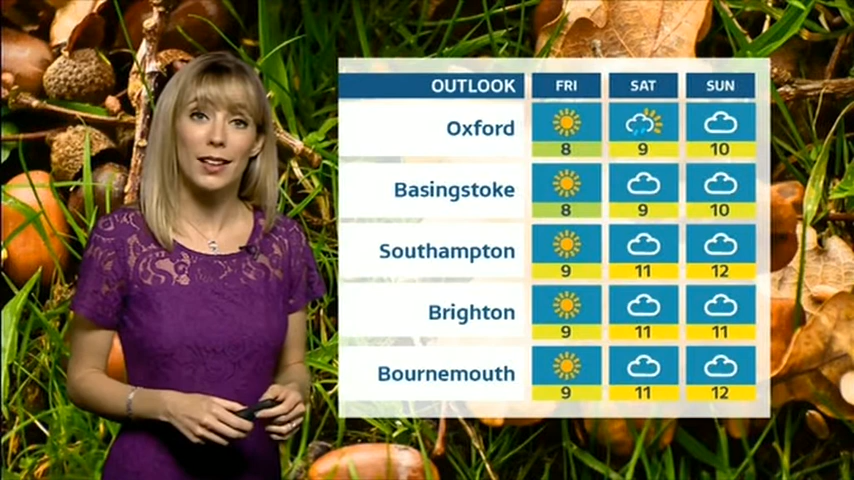 OUTLOOK FRI SAT SUN
Oxford 8 9 10
Basingstoke 8 9 10
Southampton 9 11 12
Brighton 9 11 11
Bournemouth 9 11 12